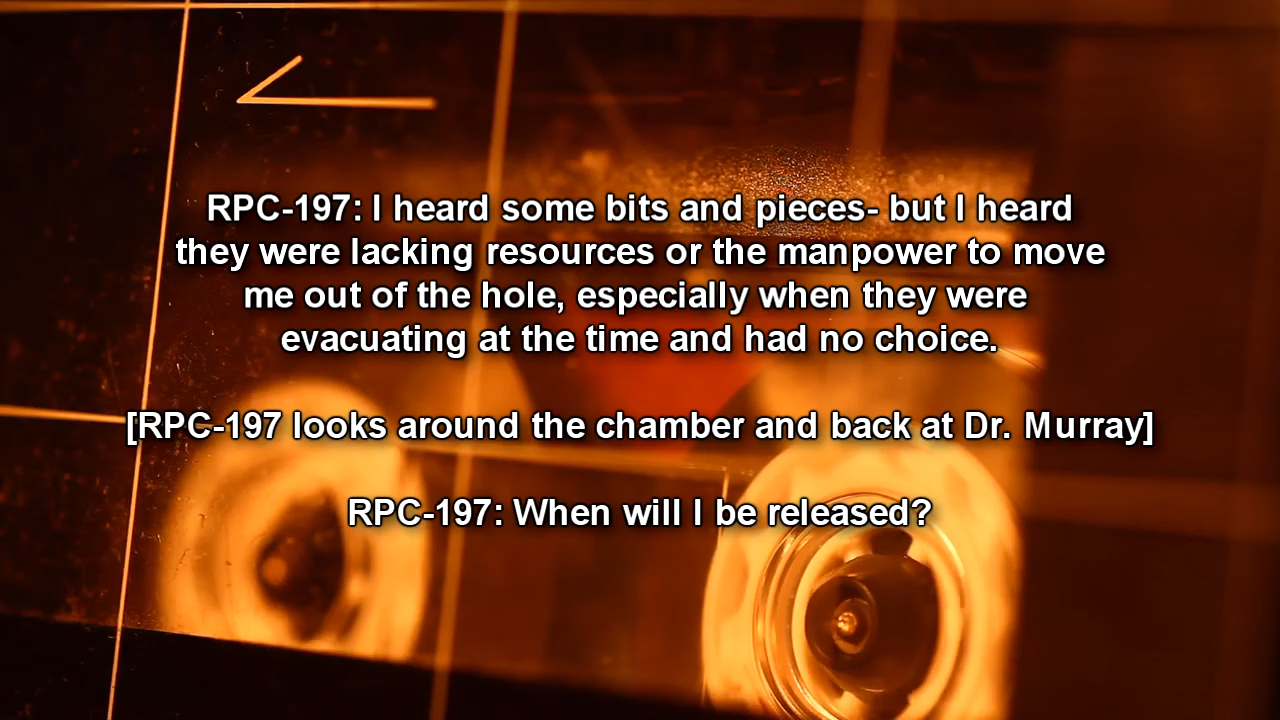 RPC-197: I heard some bits and pieces- but I heard
they were lacking resources or the manpower to move
me out of the hole, especially when they were
evacuating at the time and had no choice.
[RPC-197 looks around the chamber and back at Dr. Murray]
RPC-197: When will I be released?